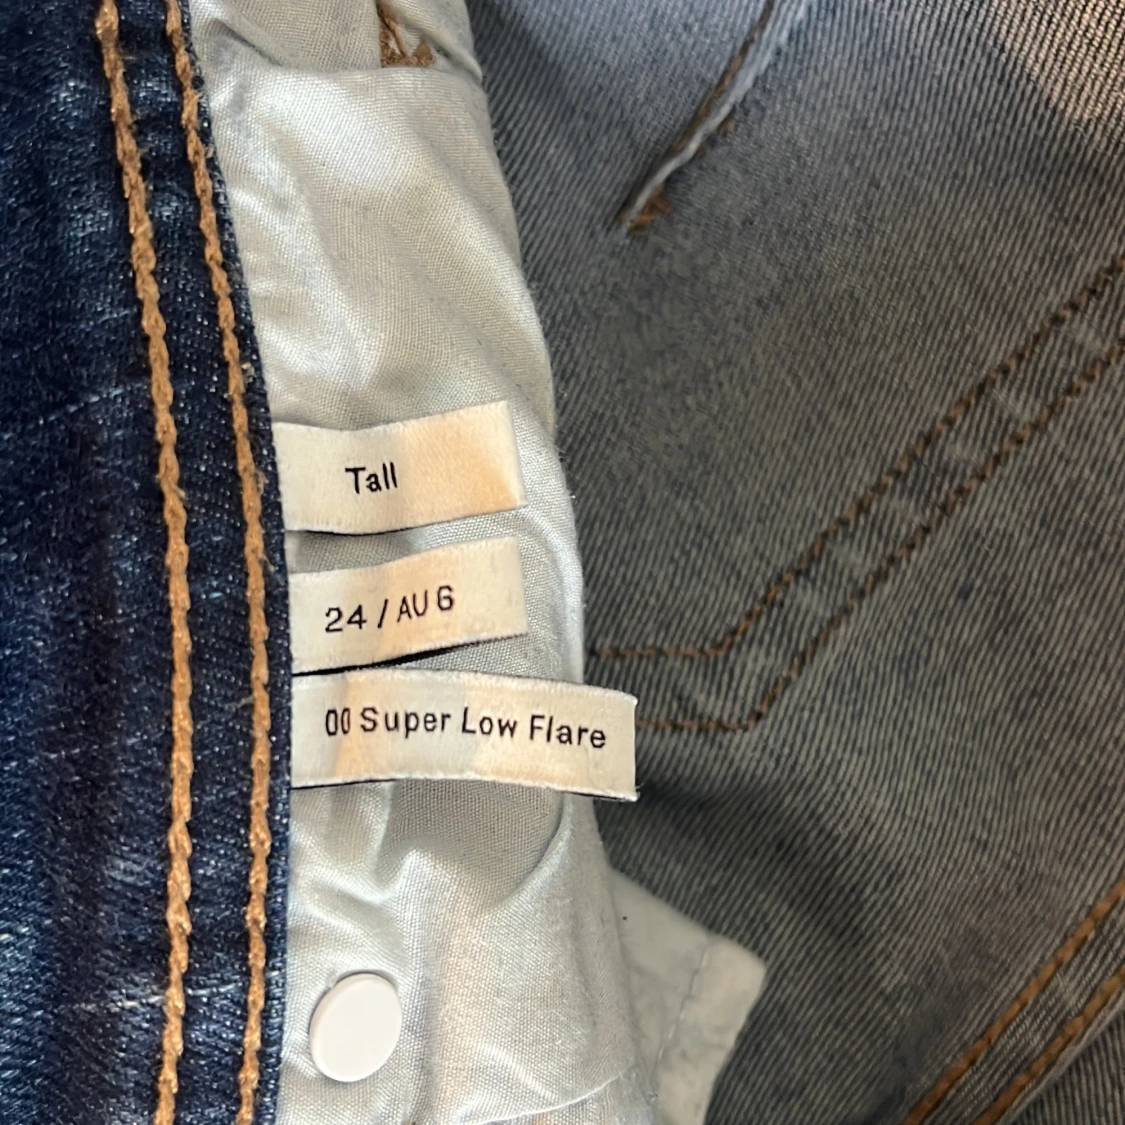 Tall
24 / AU 6
00 Super Low Flare